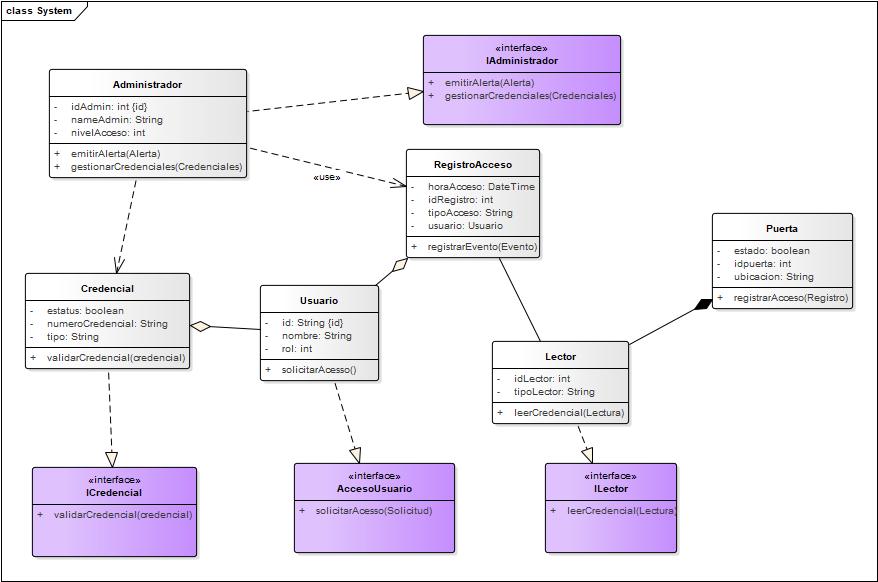 class System
«interface»
IAdministrador
+ emitirAlerta(Alerta)
+ gestionarCredenciales(Credenciales)
Administrador
- idAdmin: int {id}
- nameAdmin: String
- nivelAcceso: int
+ emitirAlerta(Alerta)
+ gestionarCredenciales(Credenciales)
«use»
RegistroAcceso
- horaAcceso: DateTime
- idRegistro: int
- tipoAcceso: String
- usuario: Usuario
+ registrarEvento(Evento)
Puerta
- estado: boolean
- idpuerta: int
- ubicacion: String
+ registrarAcceso(Registro)
Credencial
- estatus: boolean
- numeroCredencial: String
- tipo: String
+ validarCredencial(credencial)
Usuario
- id: String {id}
- nombre: String
- rol: int
+ solicitarAcesso()
Lector
- idLector: int
- tipoLector: String
+ leerCredencial(Lectura)
«interface»
ICredencial
+ validarCredencial(credencial)
«interface»
AccesoUsuario
+ solicitarAcceso(Solicitud)
«interface»
ILector
+ leerCredencial(Lectura)